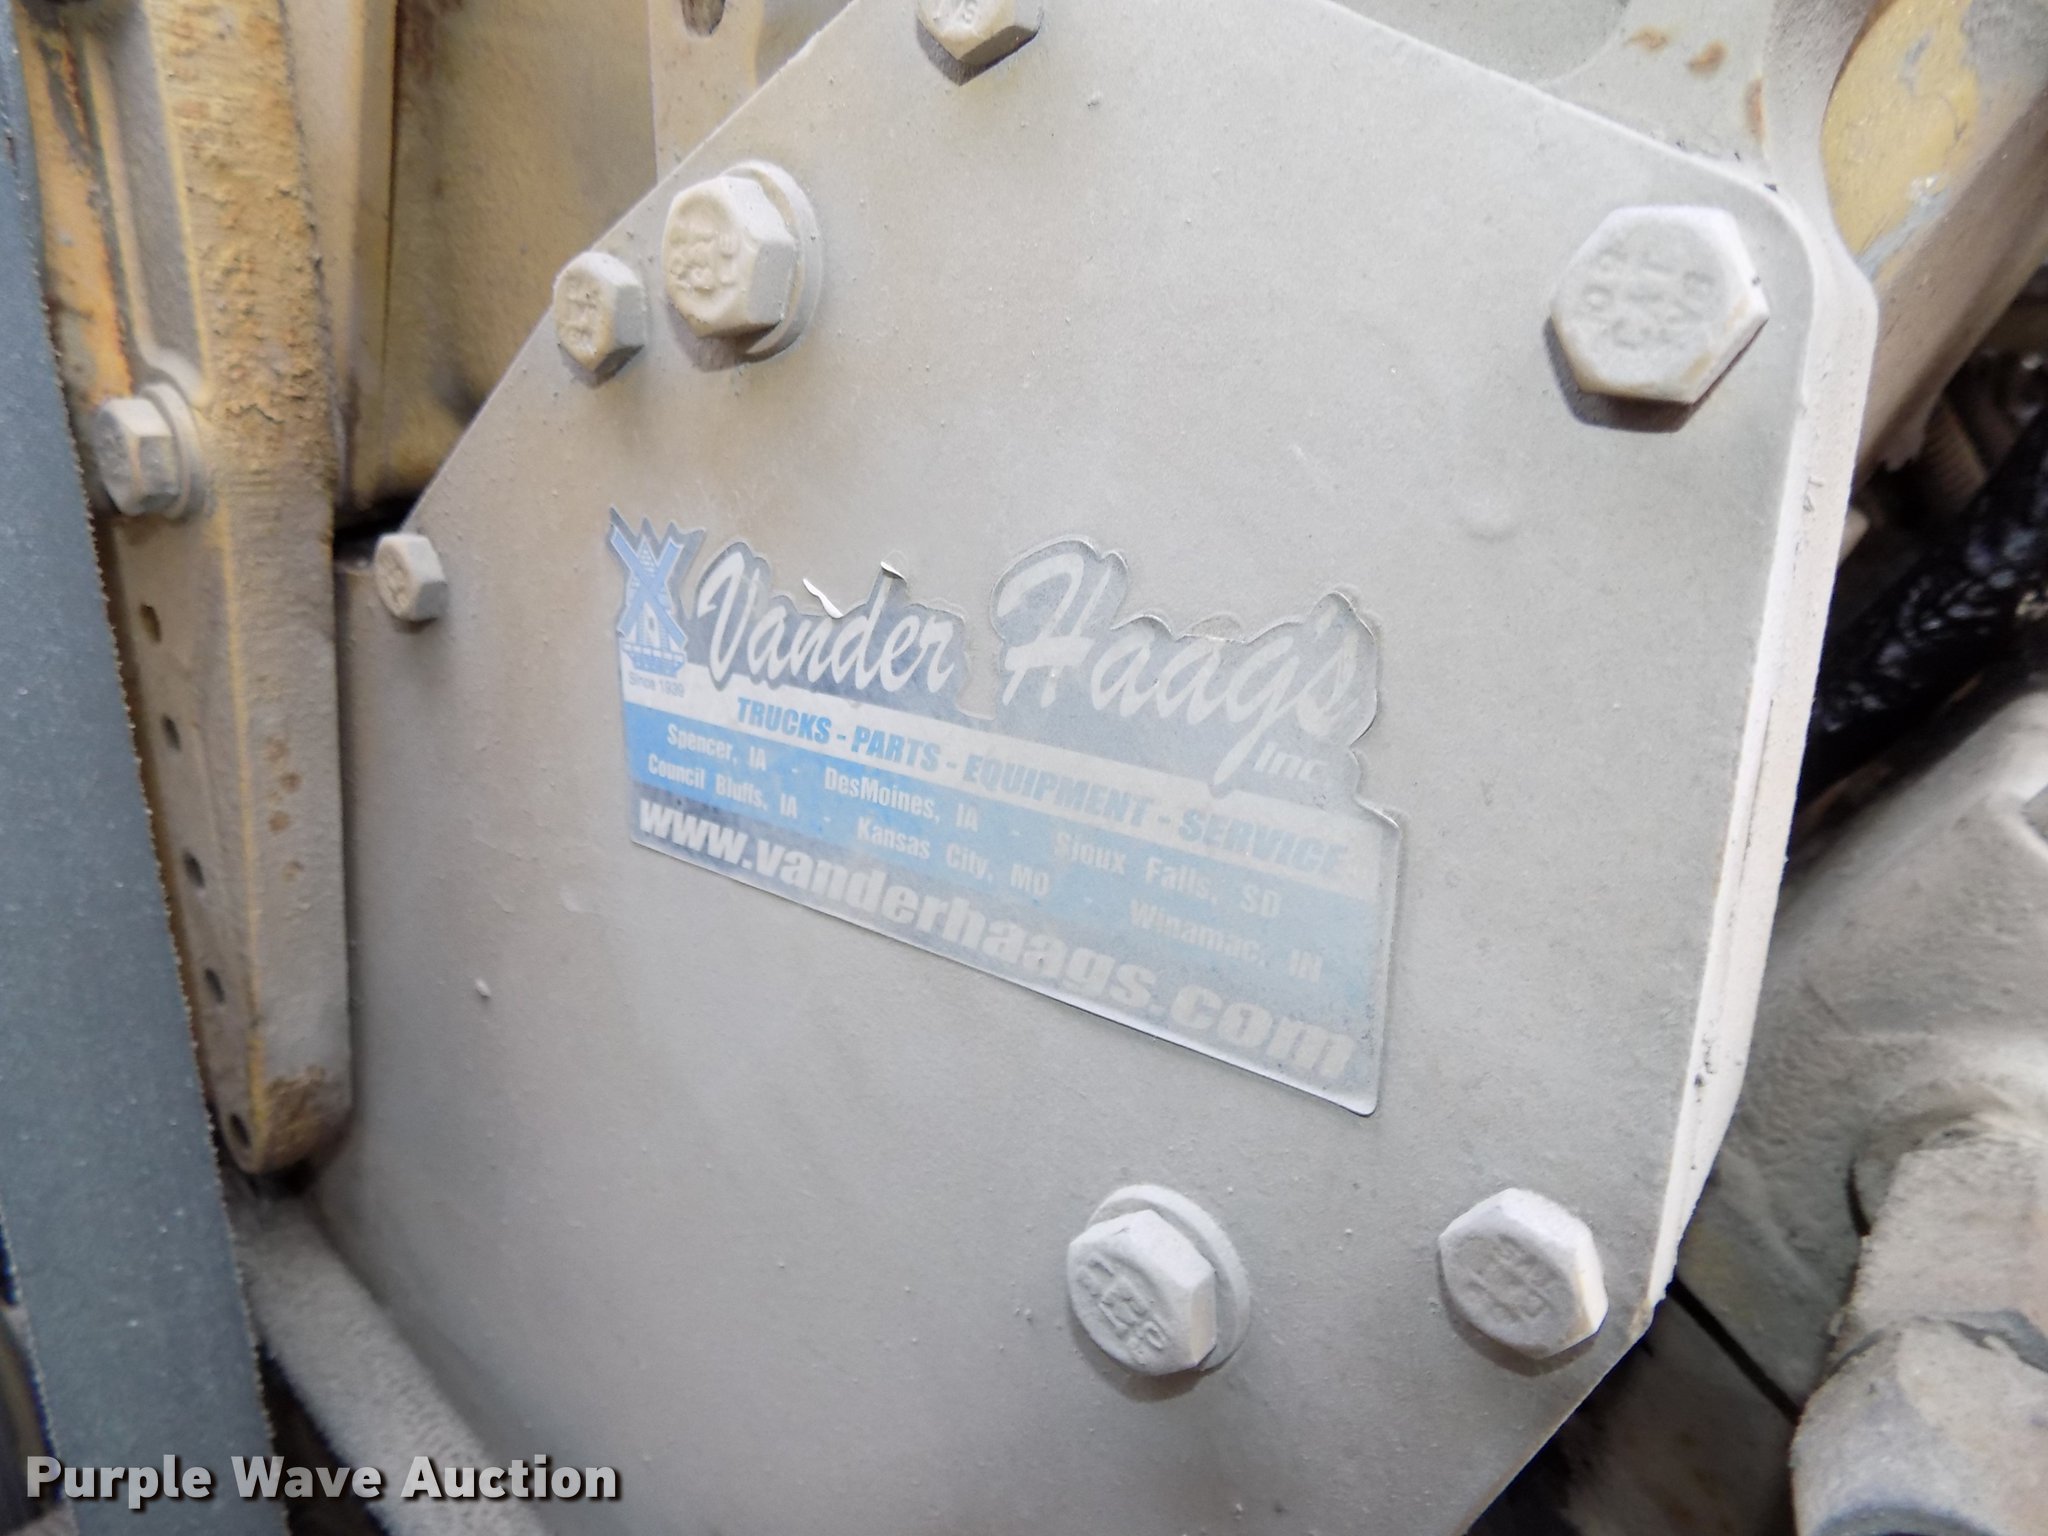 Vander Haag's
Inc.
Since 1939
TRUCKS - PARTS - EQUIPMENT - SERVICE
Spencer, IA - DesMoines, IA - Sioux Falls, SD
Council Bluffs, IA - Kansas City, MO - Winamac, IN
www.vanderhaags.com
Purple Wave Auction